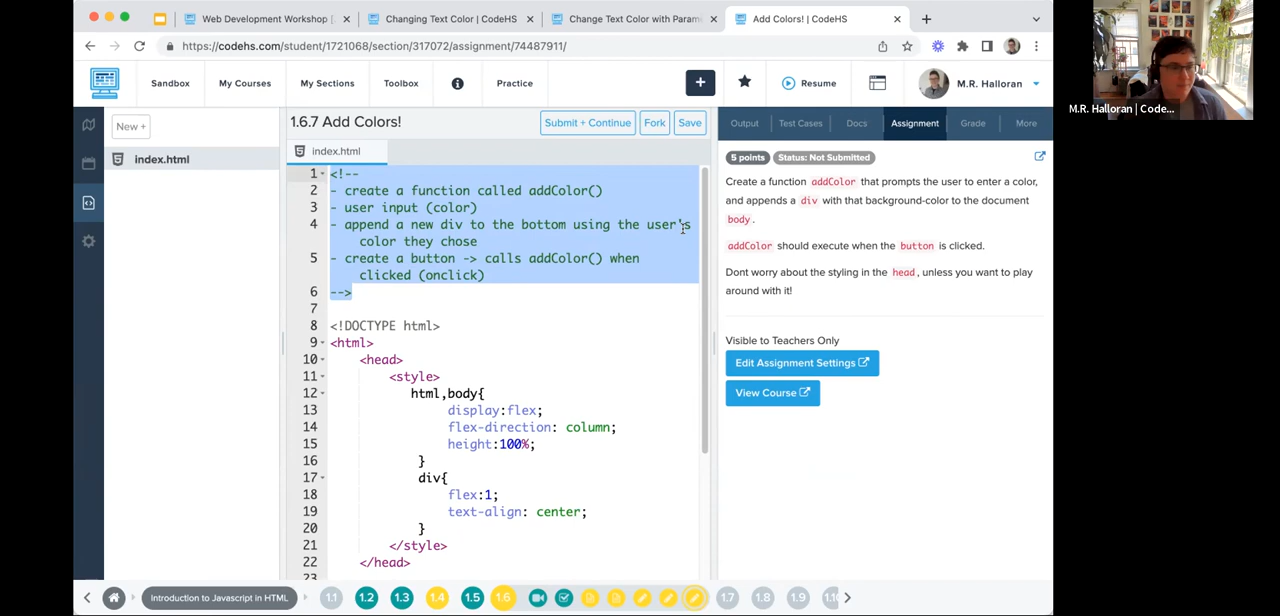 Web Development Workshop [
Changing Text Color | CodeHS
Change Text Color with Param
Add Colors! | CodeHS
https://codehs.com/student/1721068/section/317072/assignment/74487911/
M.R. Halloran | Code...
Sandbox
My Courses
My Sections
Toolbox
Practice
Resume
M.R. Halloran
New +
index.html
1.6.7 Add Colors!
Submit + Continue
Fork
Save
index.html
1 <!--
2 - create a function called addColor()
3 - user input (color)
4 - append a new div to the bottom using the user's
color they chose
5 - create a button -> calls addColor() when
clicked (onclick)
6 -->
7
8 <!DOCTYPE html>
9 <html>
10 <head>
11 <style>
12 html,body{
13 display:flex;
14 flex-direction: column;
15 height:100%;
16 }
17 div{
18 flex:1;
19 text-align: center;
20 }
21 </style>
22 </head>
23
Output
Test Cases
Docs
Assignment
Grade
More
5 points
Status: Not Submitted
Create a function addColor that prompts the user to enter a color,
and appends a div with that background-color to the document
body.
addColor should execute when the button is clicked.
Dont worry about the styling in the head, unless you want to play
around with it!
Visible to Teachers Only
Edit Assignment Settings
View Course
Introduction to Javascript in HTML
1.1
1.2
1.3
1.4
1.5
1.6
1.7
1.8
1.9